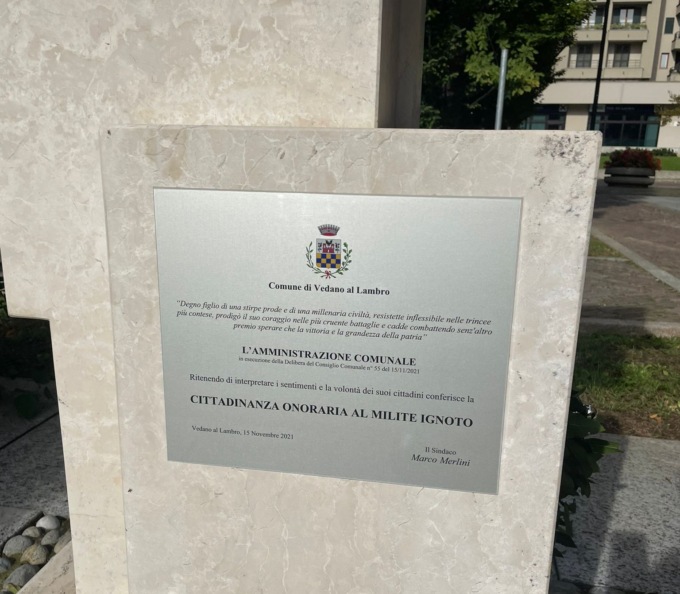 Comune di Vedano al Lambro
"Degno figlio di una stirpe prode e di una millenaria civiltà, resistette inflessibile nelle trincee
più contese, prodigò il suo coraggio nelle più cruente battaglie e cadde combattendo senz'altro
premio sperare che la vittoria e la grandezza della patria"
L'AMMINISTRAZIONE COMUNALE
in esecuzione della Delibera del Consiglio Comunale n° 55 del 15/11/2021
Ritenendo di interpretare i sentimenti e la volontà dei suoi cittadini conferisce la
CITTADINANZA ONORARIA AL MILITE IGNOTO
Vedano al Lambro, 15 Novembre 2021
Il Sindaco
Marco Merlini